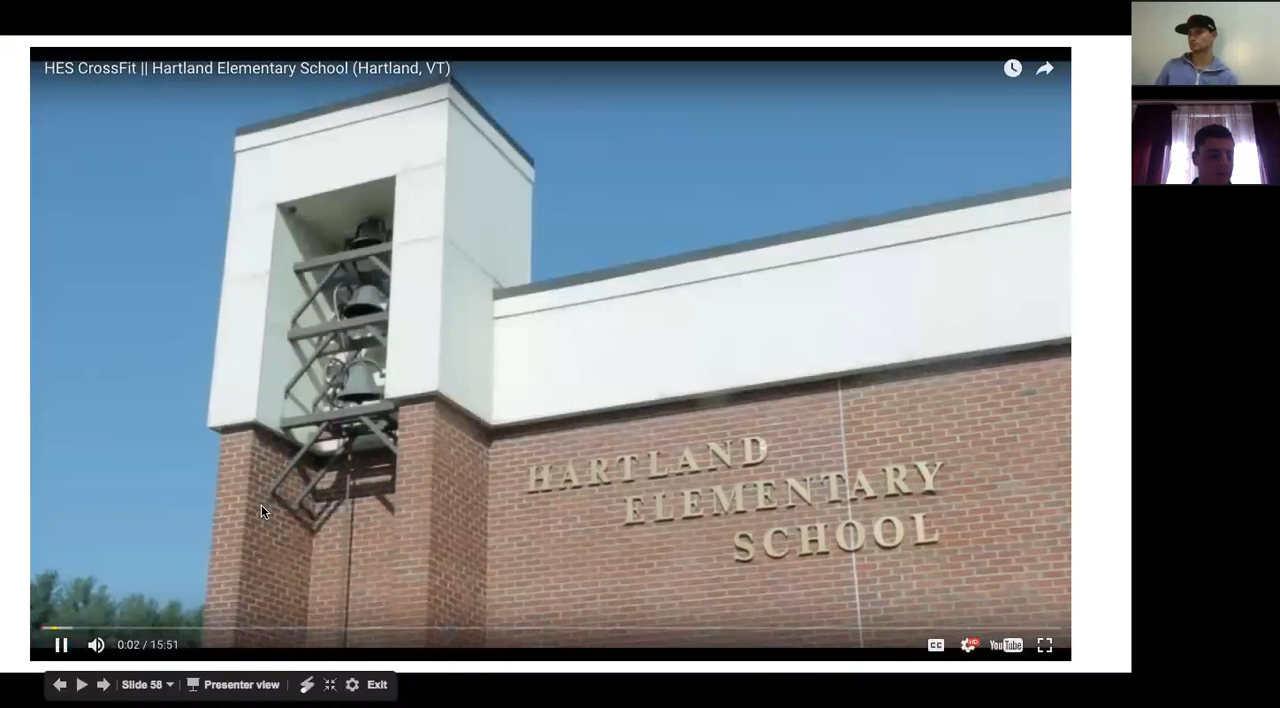 HES CrossFit || Hartland Elementary School (Hartland, VT)
HARTLAND
ELEMENTARY
SCHOOL
0:02 / 15:51
CC
HD
YouTube
Slide 58
Presenter view
Exit